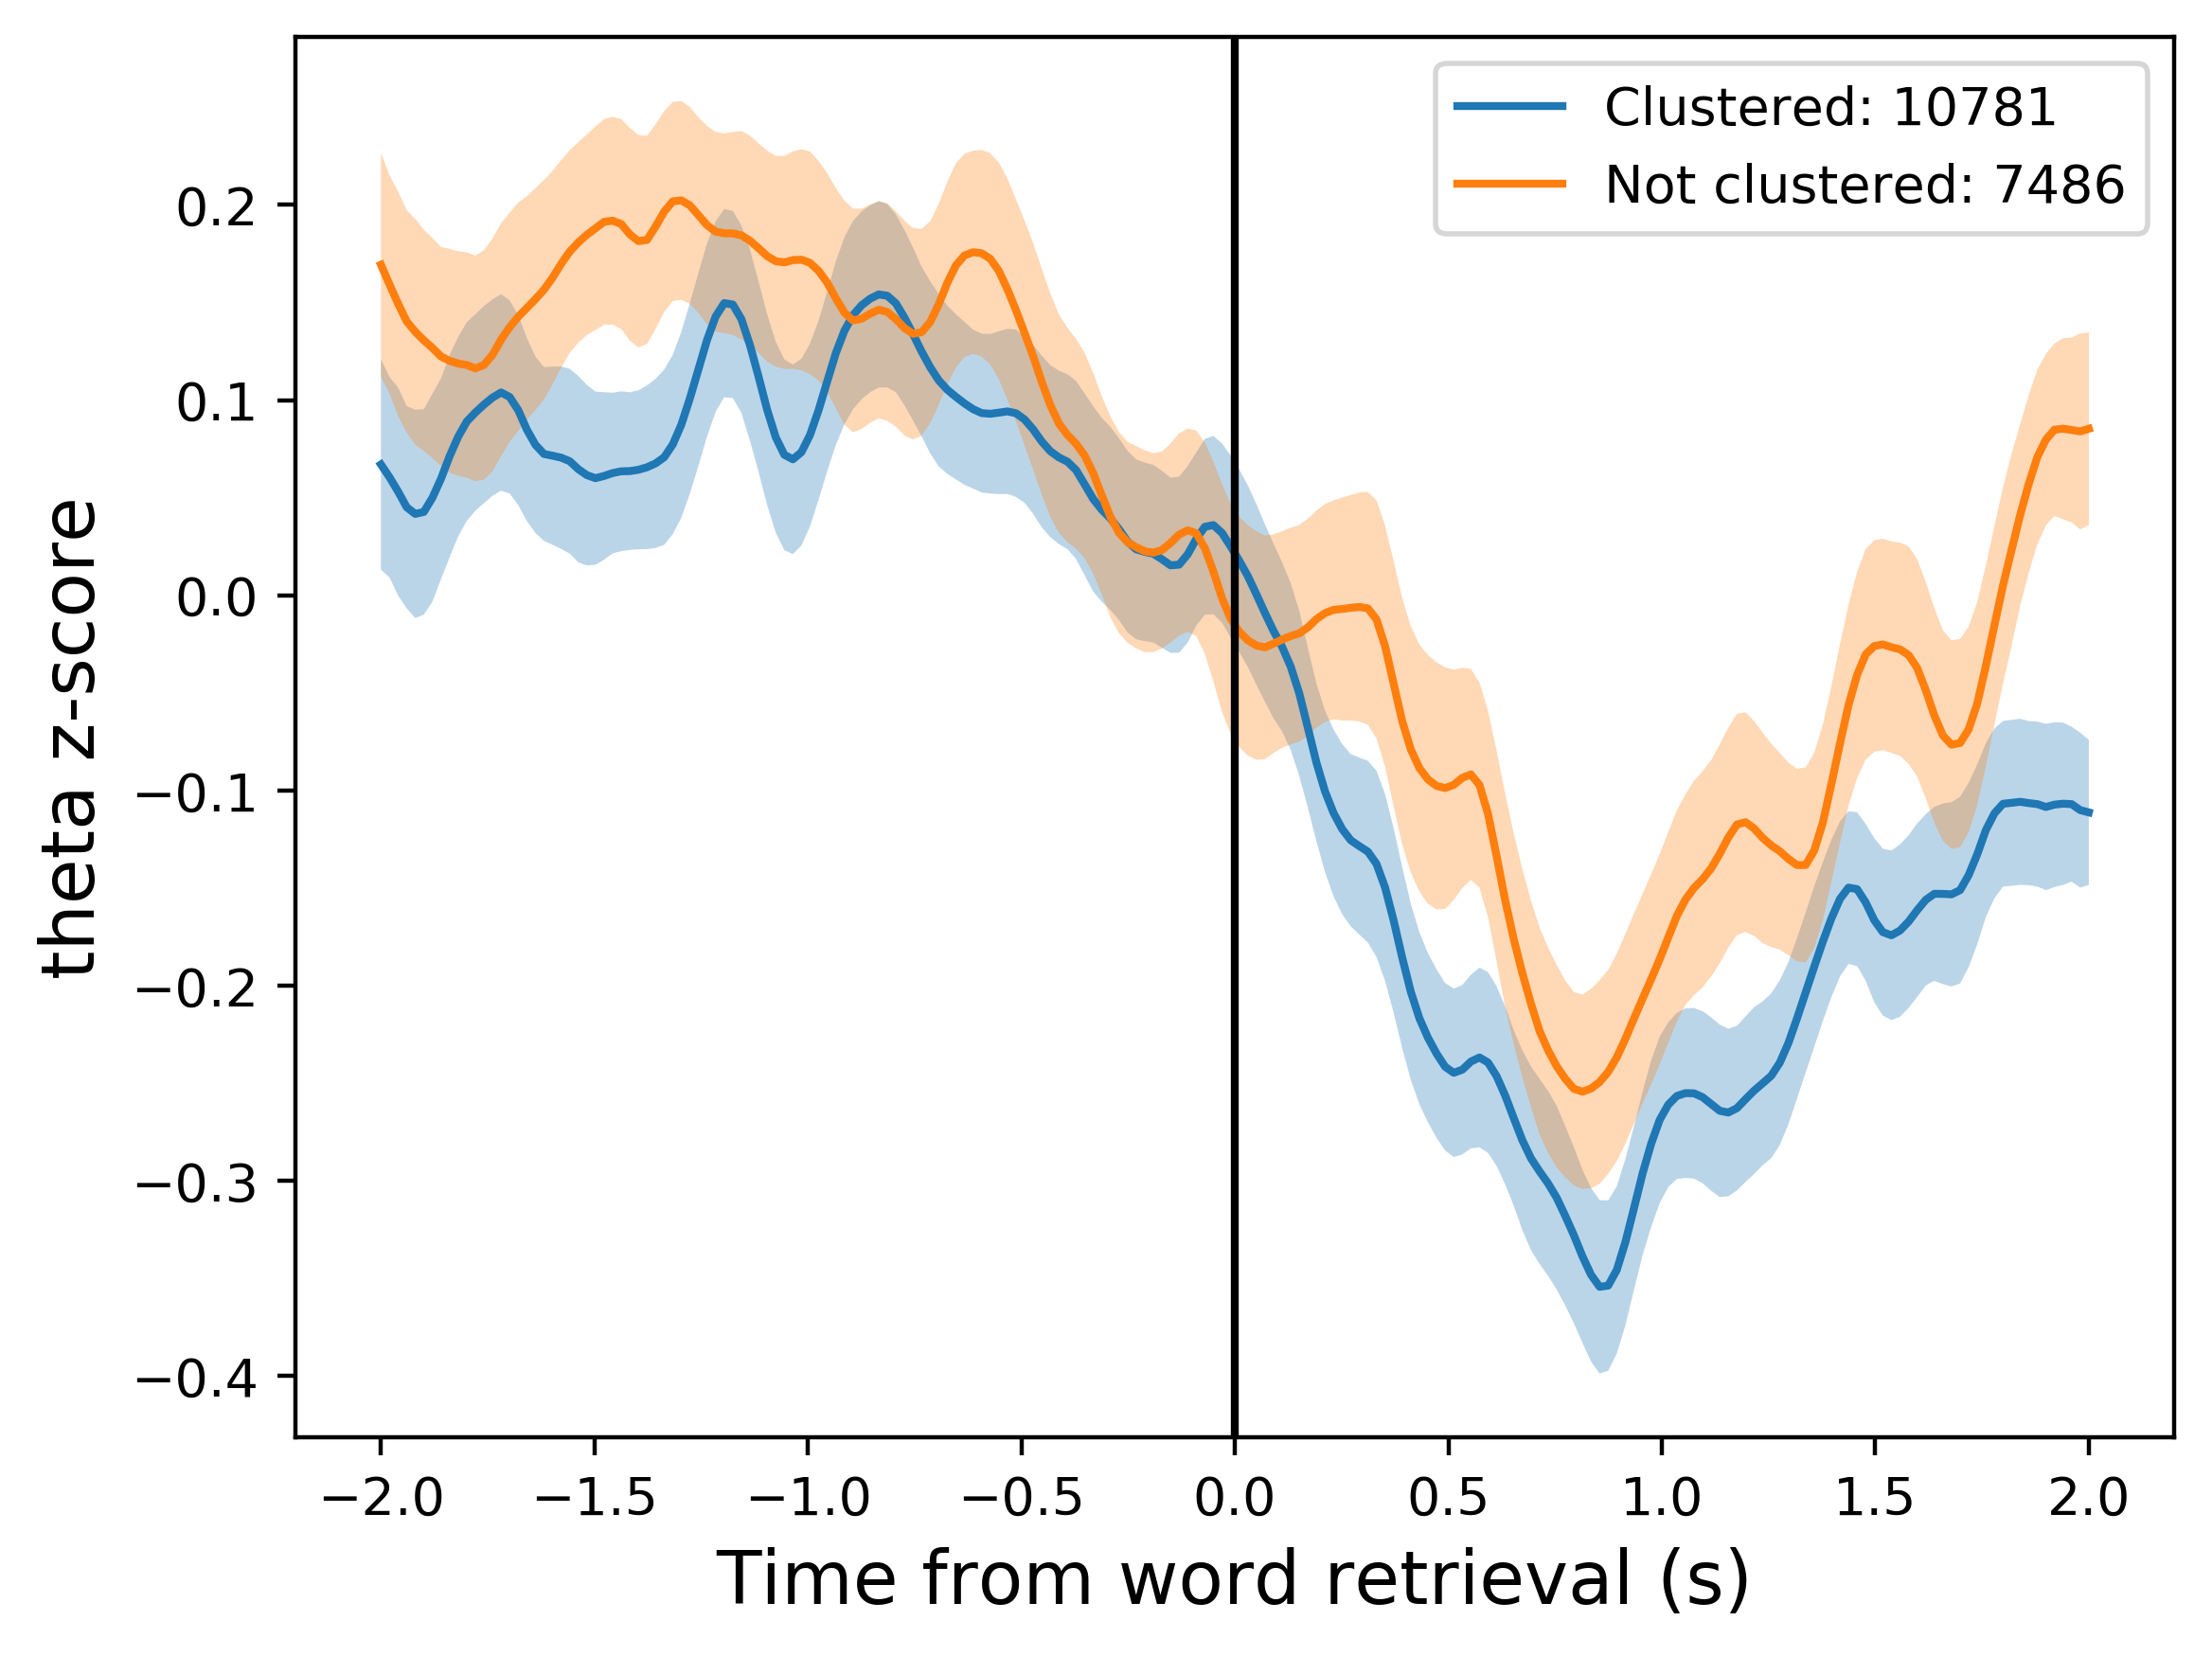 Clustered: 10781
Not clustered: 7486
theta z-score
0.2
0.1
0.0
−0.1
−0.2
−0.3
−0.4
−2.0 −1.5 −1.0 −0.5 0.0 0.5 1.0 1.5 2.0
Time from word retrieval (s)